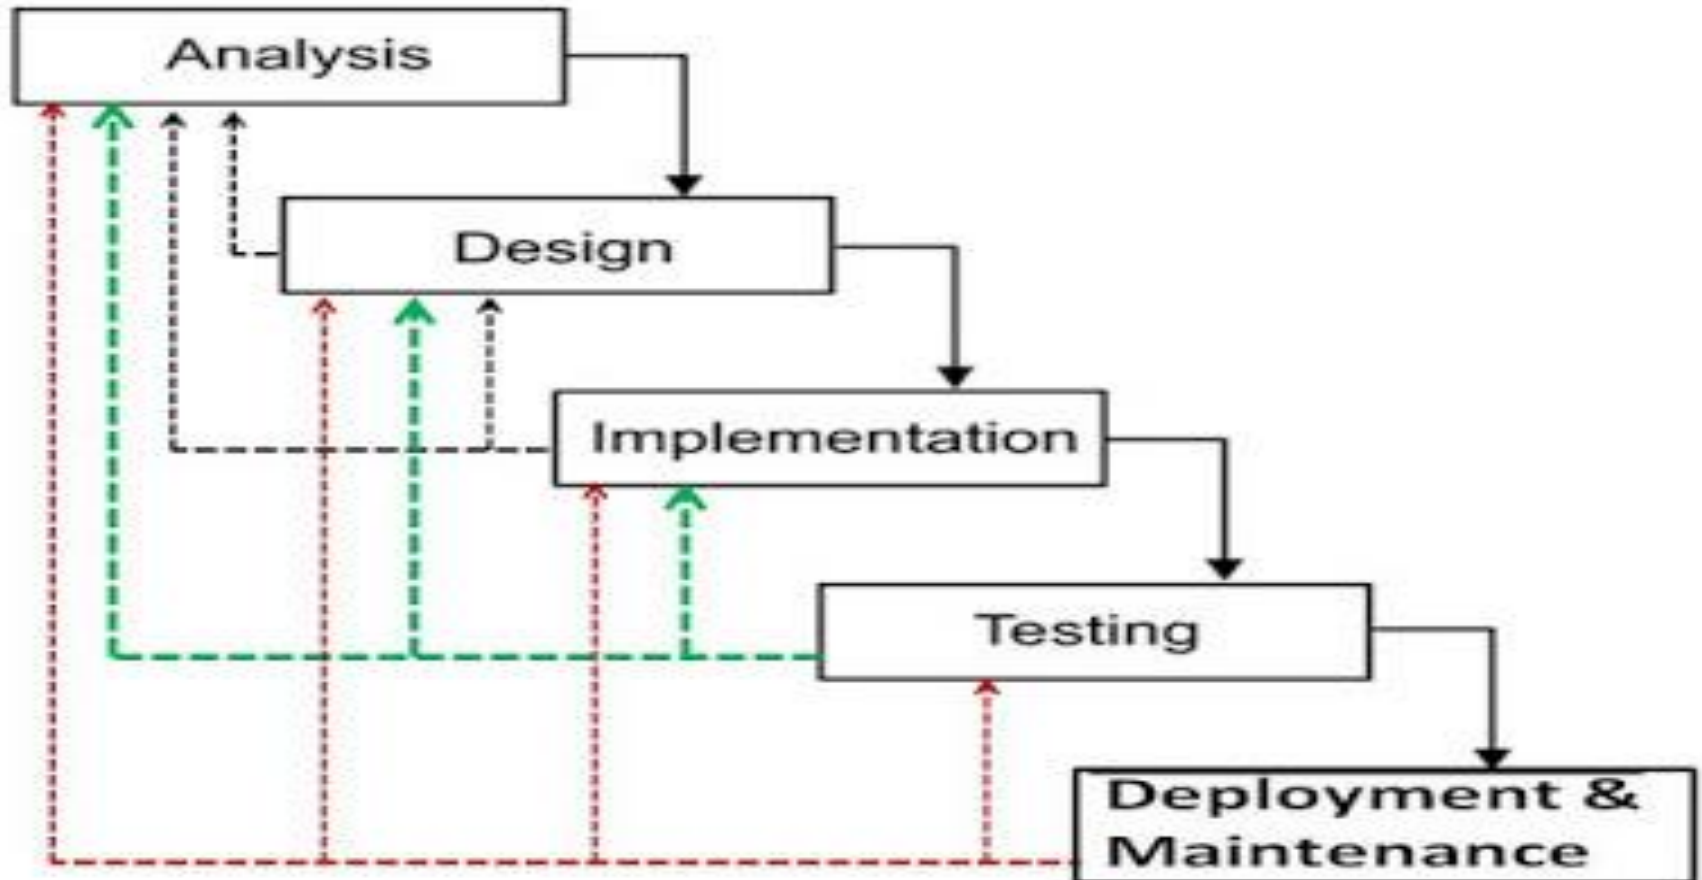 Analysis
Design
Implementation
Testing
Deployment &
Maintenance